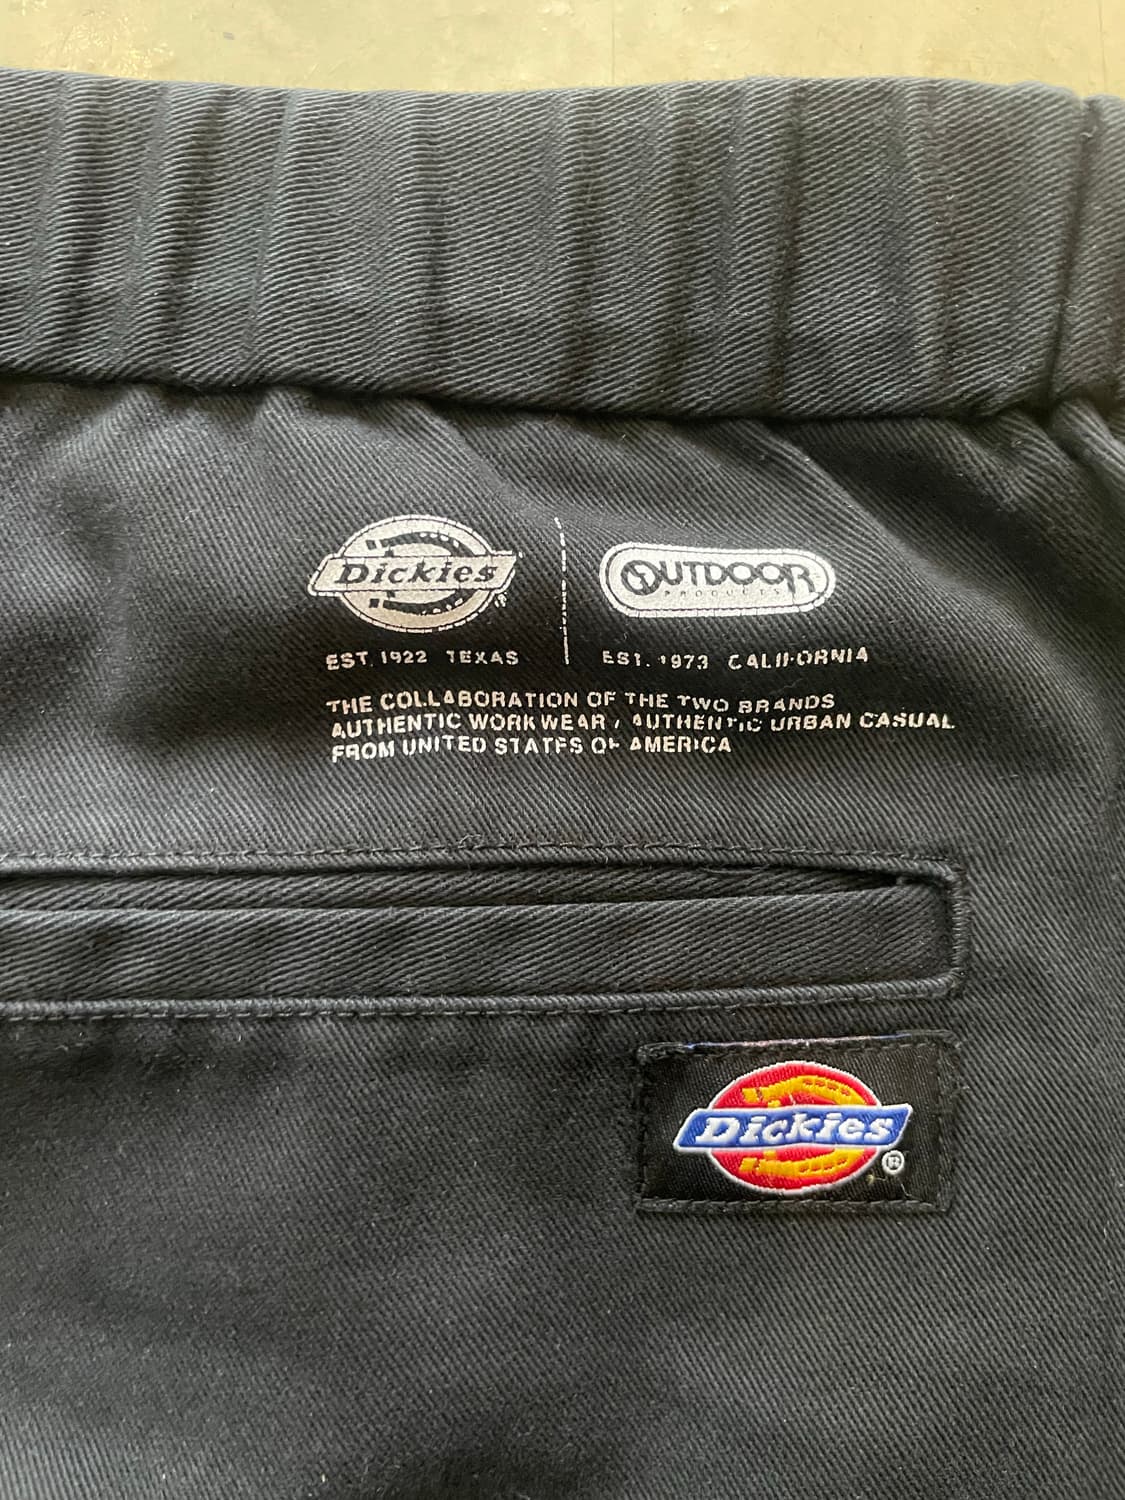 Dickies
OUTDOOR
PRODUCTS
EST. 1922 TEXAS
EST. 1973 CALIFORNIA
THE COLLABORATION OF THE TWO BRANDS
AUTHENTIC WORKWEAR / AUTHENTIC URBAN CASUAL
FROM UNITED STATES OF AMERICA
Dickies®